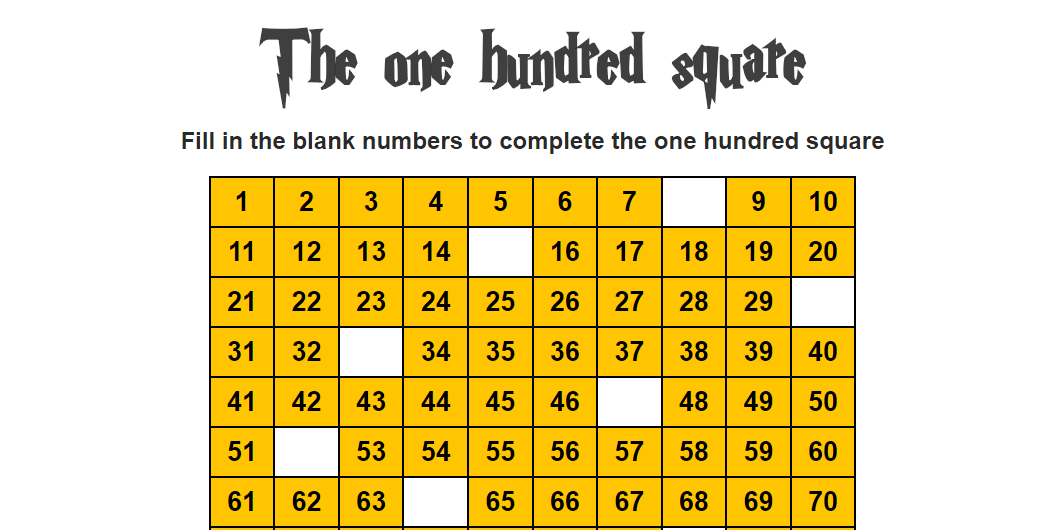 The one hundred square
Fill in the blank numbers to complete the one hundred square
1 2 3 4 5 6 7 9 10
11 12 13 14 16 17 18 19 20
21 22 23 24 25 26 27 28 29
31 32 34 35 36 37 38 39 40
41 42 43 44 45 46 48 49 50
51 53 54 55 56 57 58 59 60
61 62 63 65 66 67 68 69 70